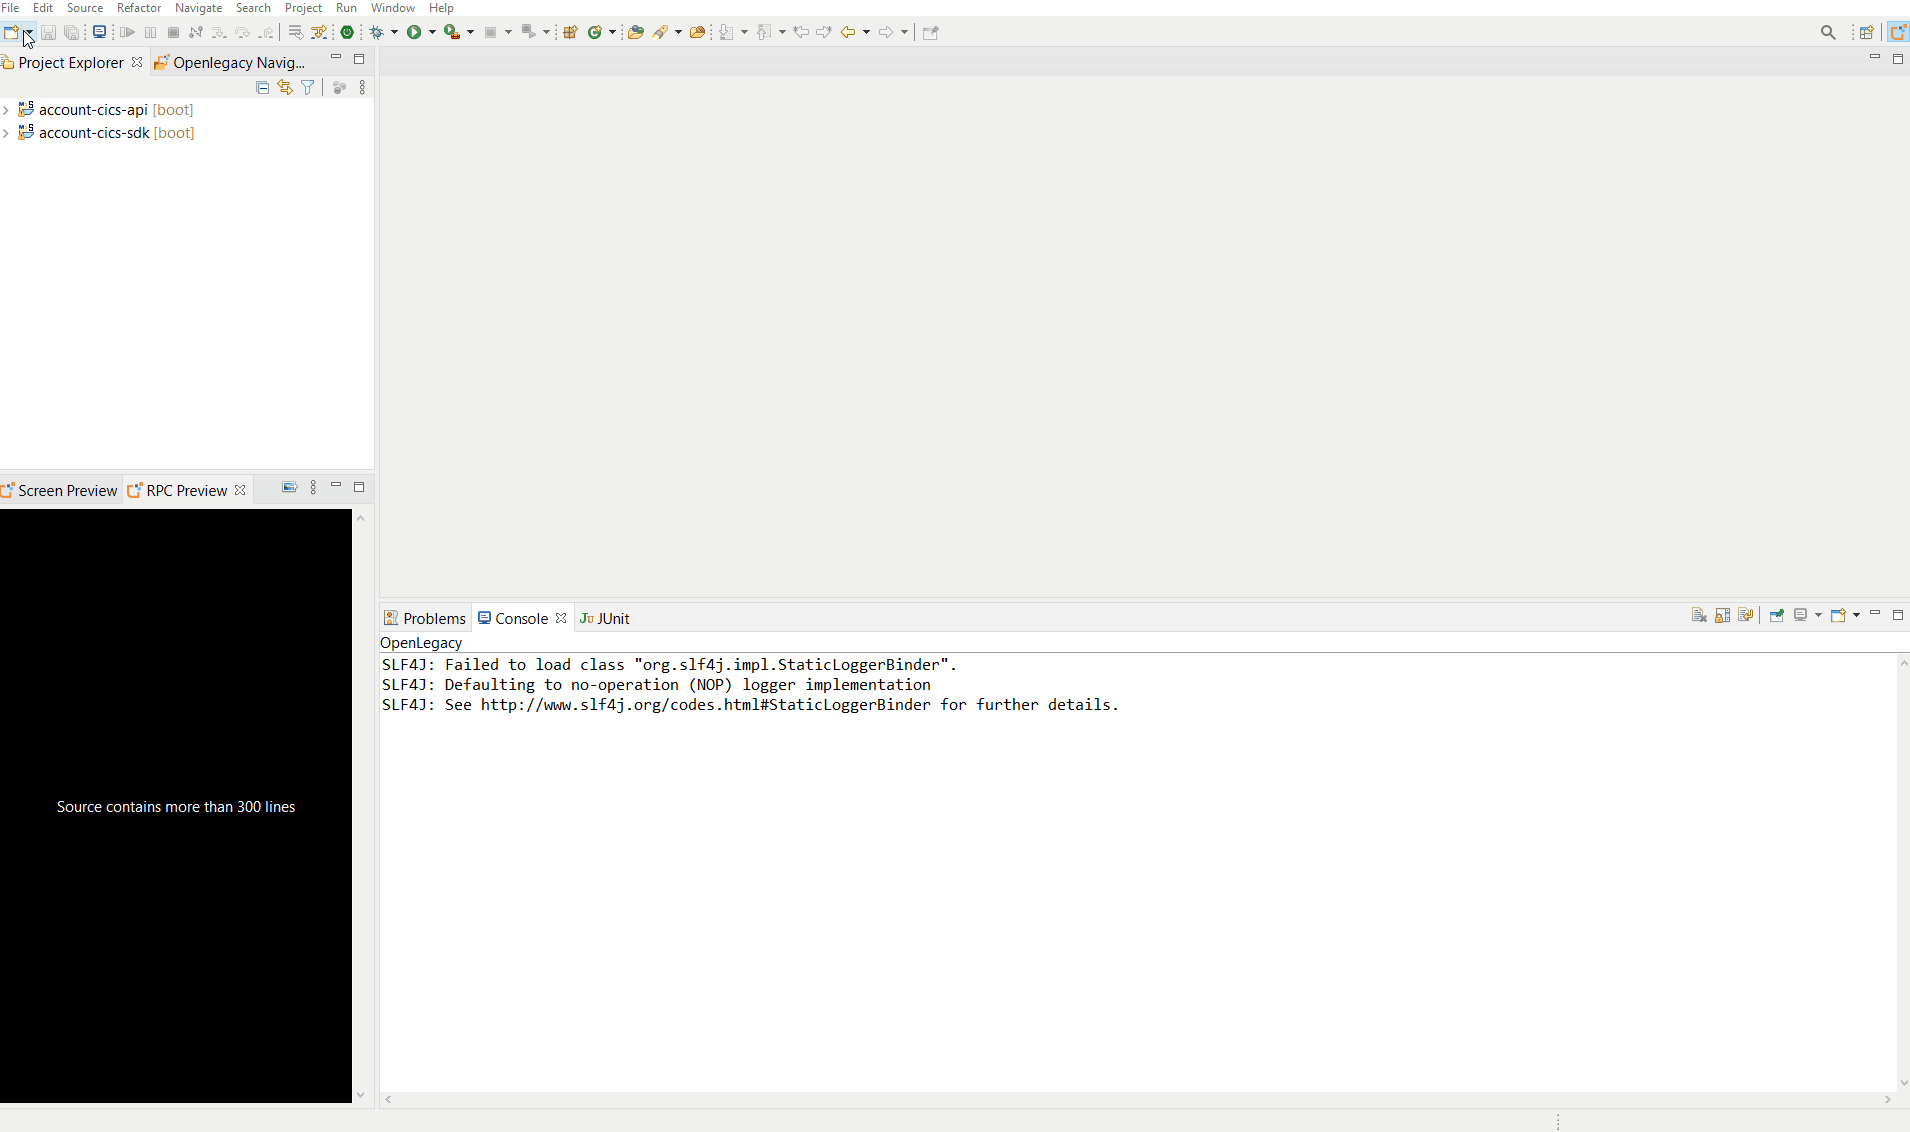 File Edit Source Refactor Navigate Search Project Run Window Help
Project Explorer Openlegacy Navig...
account-cics-api [boot]
account-cics-sdk [boot]
Screen Preview RPC Preview
Source contains more than 300 lines
Problems Console JUnit
OpenLegacy
SLF4J: Failed to load class "org.slf4j.impl.StaticLoggerBinder".
SLF4J: Defaulting to no-operation (NOP) logger implementation
SLF4J: See http://www.slf4j.org/codes.html#StaticLoggerBinder for further details.